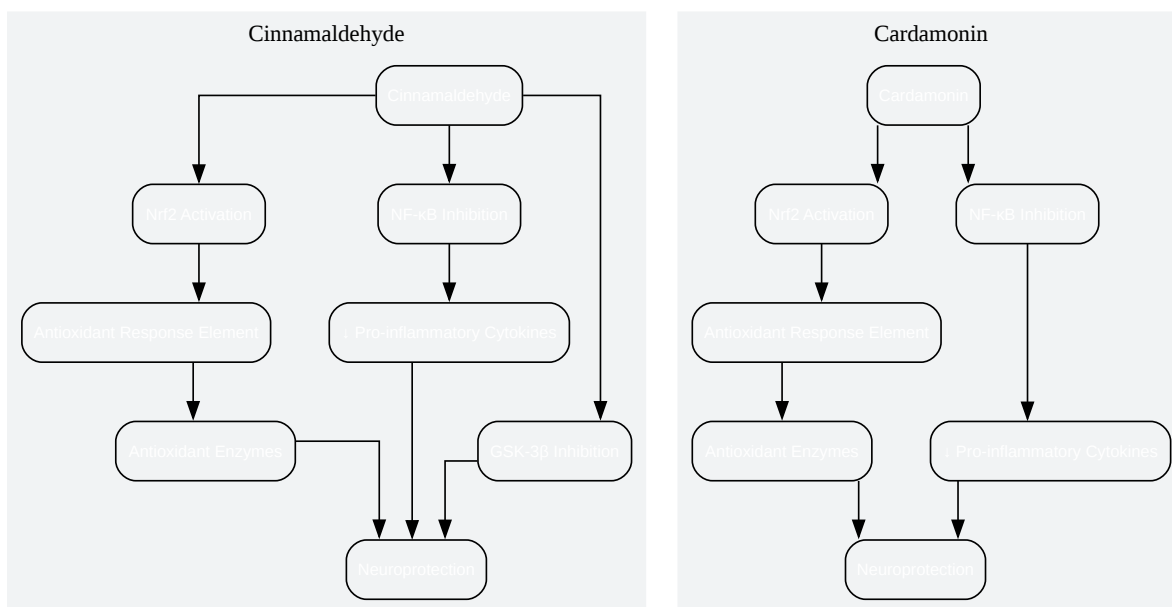 Cinnamaldehyde
Cinnamaldehyde
Nrf2 Activation
NF-κB Inhibition
Antioxidant Response Element
↓ Pro-inflammatory Cytokines
Antioxidant Enzymes
GSK-3β Inhibition
Neuroprotection
Cardamonin
Cardamonin
Nrf2 Activation
NF-κB Inhibition
Antioxidant Response Element
Antioxidant Enzymes
↓ Pro-inflammatory Cytokines
Neuroprotection